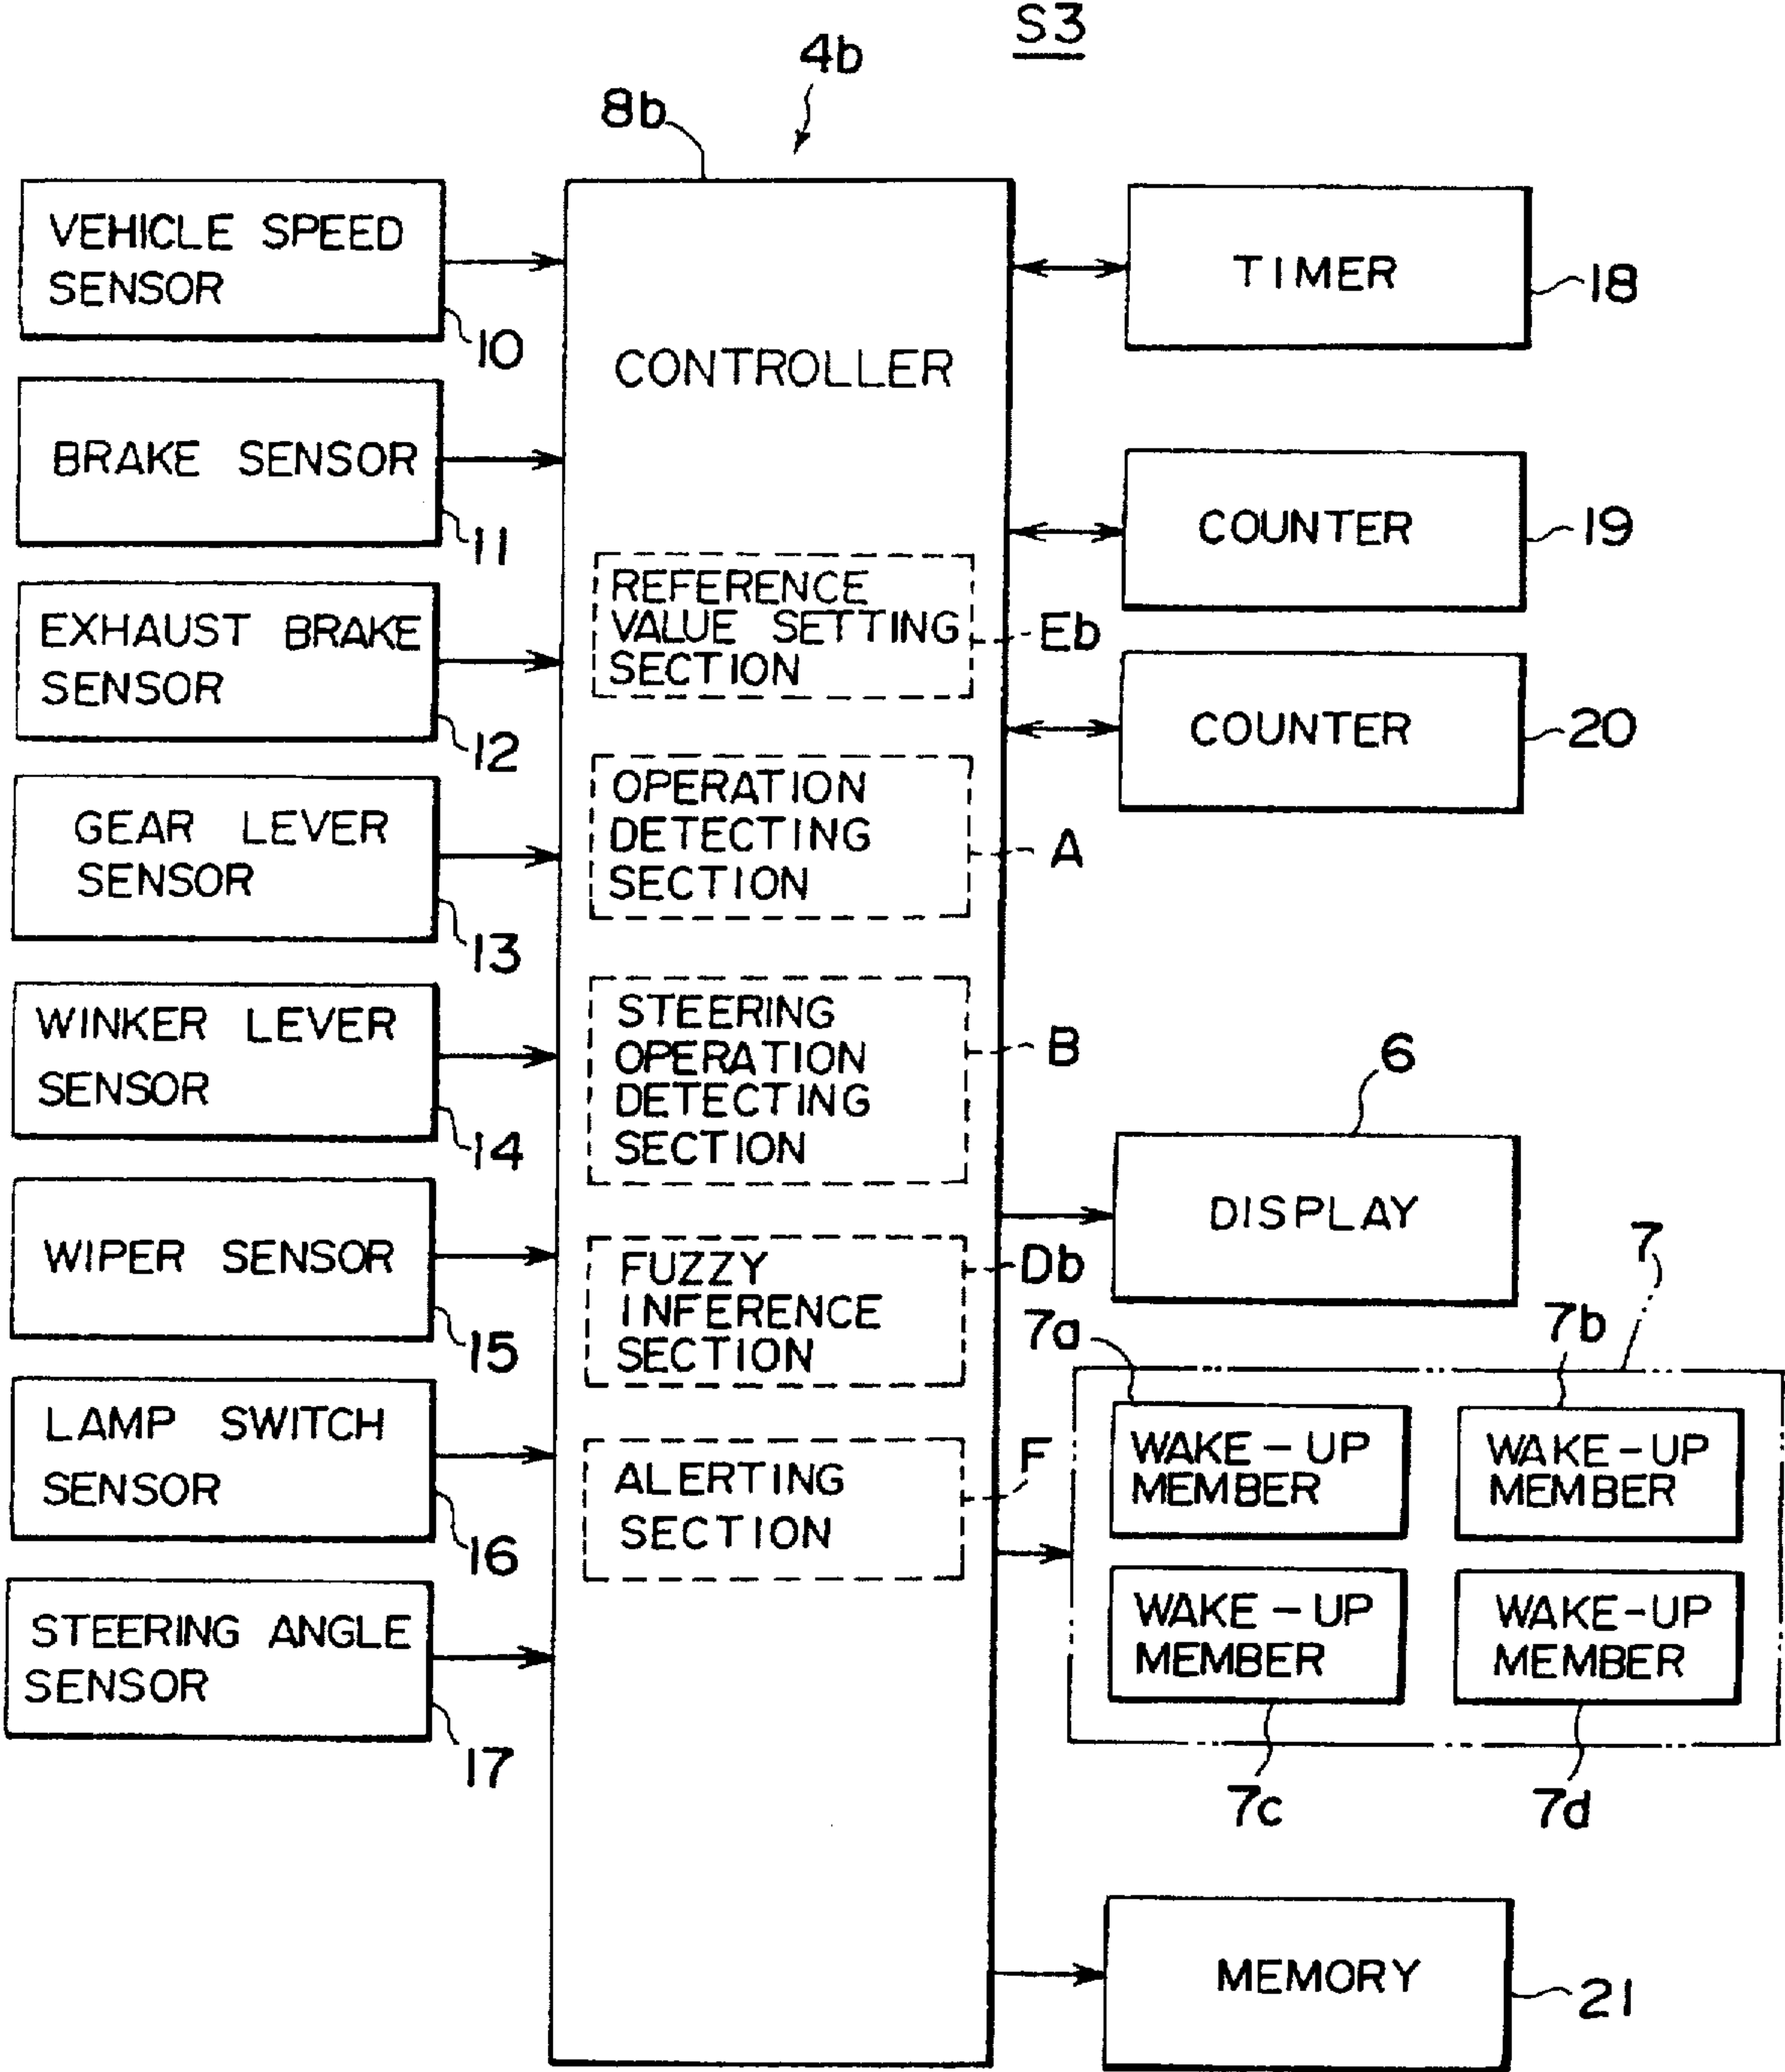 S3
4b
8b
VEHICLE SPEED
SENSOR
10
BRAKE SENSOR
11
EXHAUST BRAKE
SENSOR
12
GEAR LEVER
SENSOR
13
WINKER LEVER
SENSOR
14
WIPER SENSOR
15
LAMP SWITCH
SENSOR
16
STEERING ANGLE
SENSOR
17
CONTROLLER
REFERENCE
VALUE SETTING
SECTION
Eb
OPERATION
DETECTING
SECTION
A
STEERING
OPERATION
DETECTING
SECTION
B
FUZZY
INFERENCE
SECTION
Db
ALERTING
SECTION
F
TIMER
18
COUNTER
19
COUNTER
20
6
DISPLAY
7
7a
7b
WAKE-UP
MEMBER
WAKE-UP
MEMBER
WAKE-UP
MEMBER
WAKE-UP
MEMBER
7c
7d
MEMORY
21